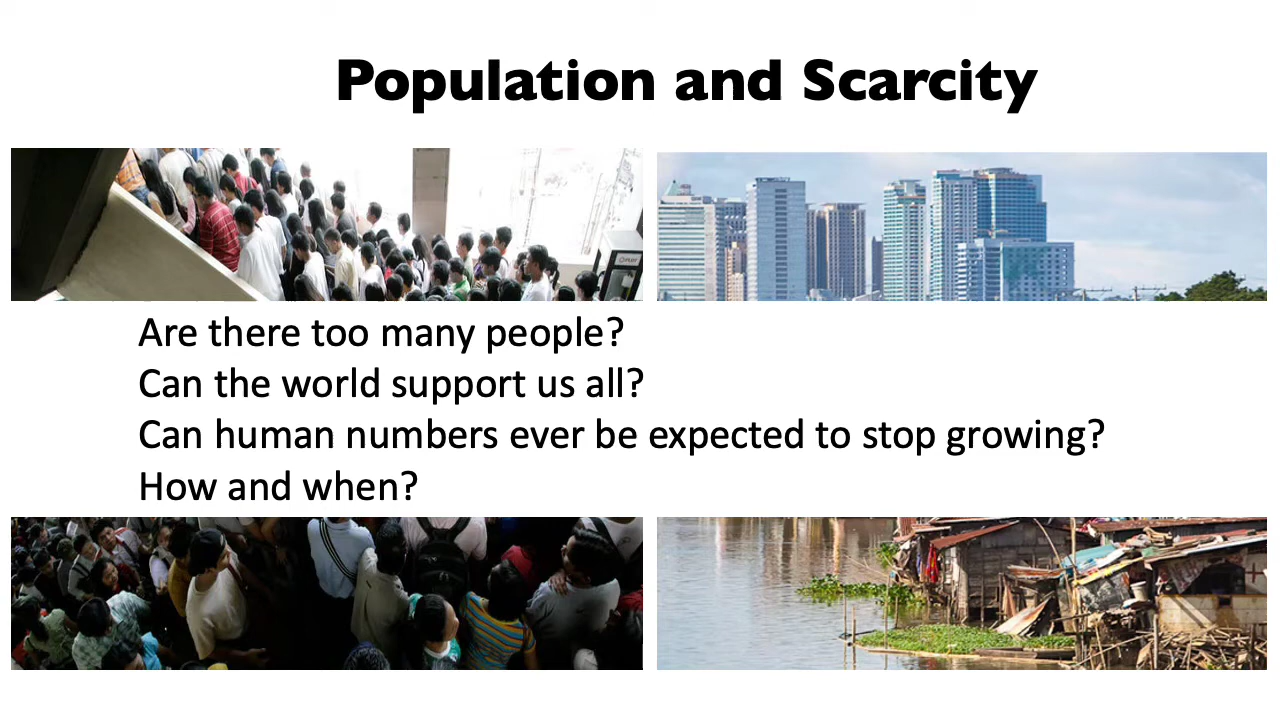 Population and Scarcity
Are there too many people?
Can the world support us all?
Can human numbers ever be expected to stop growing?
How and when?